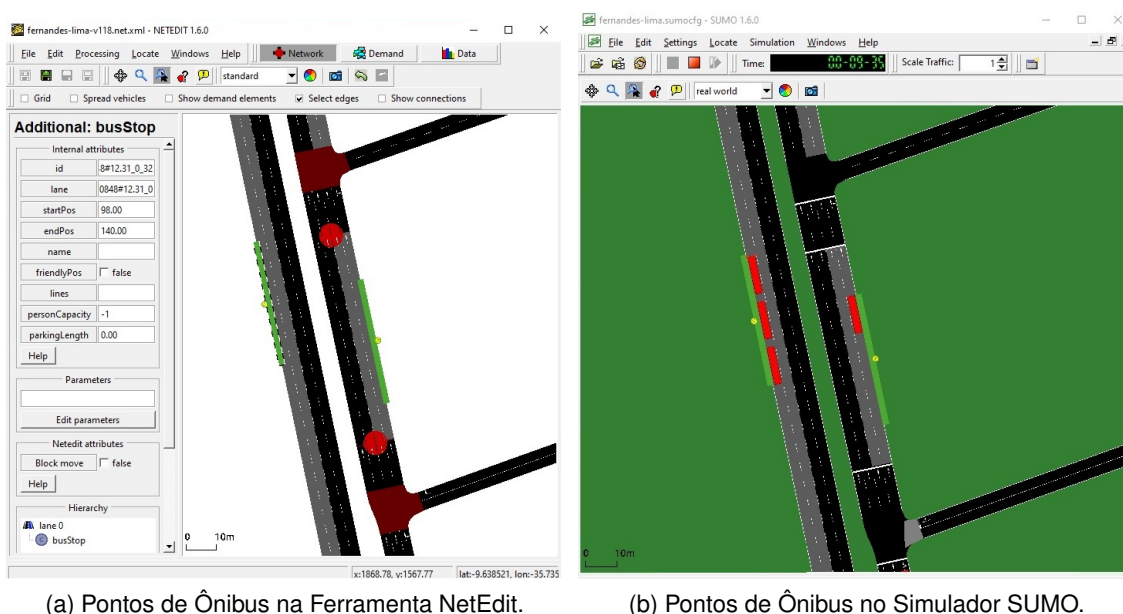 fernandes-lima-v118.net.xml - NETEDIT 1.6.0
File Edit Processing Locate Windows Help Network Demand Data
standard
Grid Spread vehicles Show demand elements Select edges Show connections
Additional: busStop
Internal attributes
id 8#12.31_0_32
lane 0848#12.31_0
startPos 98.00
endPos 140.00
name
friendlyPos false
lines
personCapacity -1
parkingLength 0.00
Help
Parameters
Edit parameters
Netedit attributes
Block move false
Help
Hierarchy
lane 0
busStop
0 10m
x:1868.78, y:1567.77 lat:-9.638521, lon:-35.735
(a) Pontos de Ônibus na Ferramenta NetEdit.
fernandes-lima.sumocfg - SUMO 1.6.0
File Edit Settings Locate Simulation Windows Help
Time: 00-09-35 Scale Traffic: 1
real world
0 10m
(b) Pontos de Ônibus no Simulador SUMO.